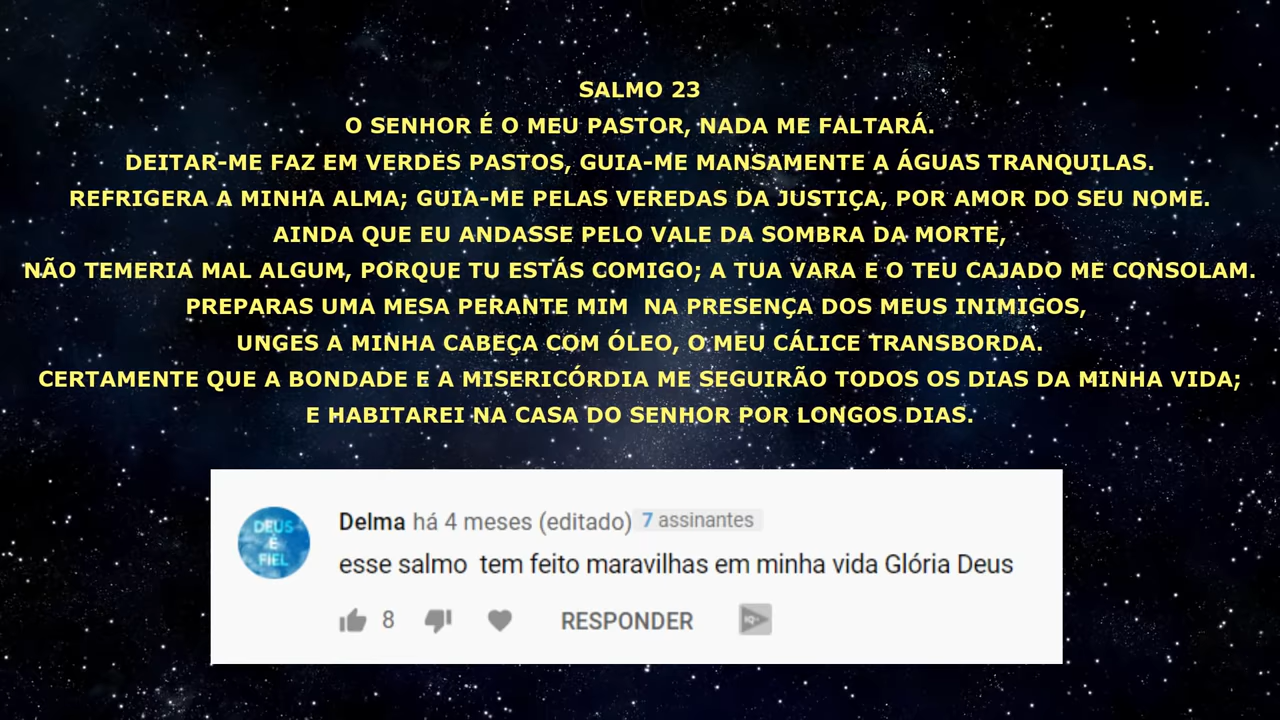 SALMO 23
O SENHOR É O MEU PASTOR, NADA ME FALTARÁ.
DEITAR-ME FAZ EM VERDES PASTOS, GUIA-ME MANSAMENTE A ÁGUAS TRANQUILAS.
REFRIGERA A MINHA ALMA; GUIA-ME PELAS VEREDAS DA JUSTIÇA, POR AMOR DO SEU NOME.
AINDA QUE EU ANDASSE PELO VALE DA SOMBRA DA MORTE,
NÃO TEMERIA MAL ALGUM, PORQUE TU ESTÁS COMIGO; A TUA VARA E O TEU CAJADO ME CONSOLAM.
PREPARAS UMA MESA PERANTE MIM  NA PRESENÇA DOS MEUS INIMIGOS,
UNGES A MINHA CABEÇA COM ÓLEO, O MEU CÁLICE TRANSBORDA.
CERTAMENTE QUE A BONDADE E A MISERICÓRDIA ME SEGUIRÃO TODOS OS DIAS DA MINHA VIDA;
E HABITAREI NA CASA DO SENHOR POR LONGOS DIAS.
DEUS
É
FIEL
Delma há 4 meses (editado) 7 assinantes
esse salmo  tem feito maravilhas em minha vida Glória Deus
8 RESPONDER